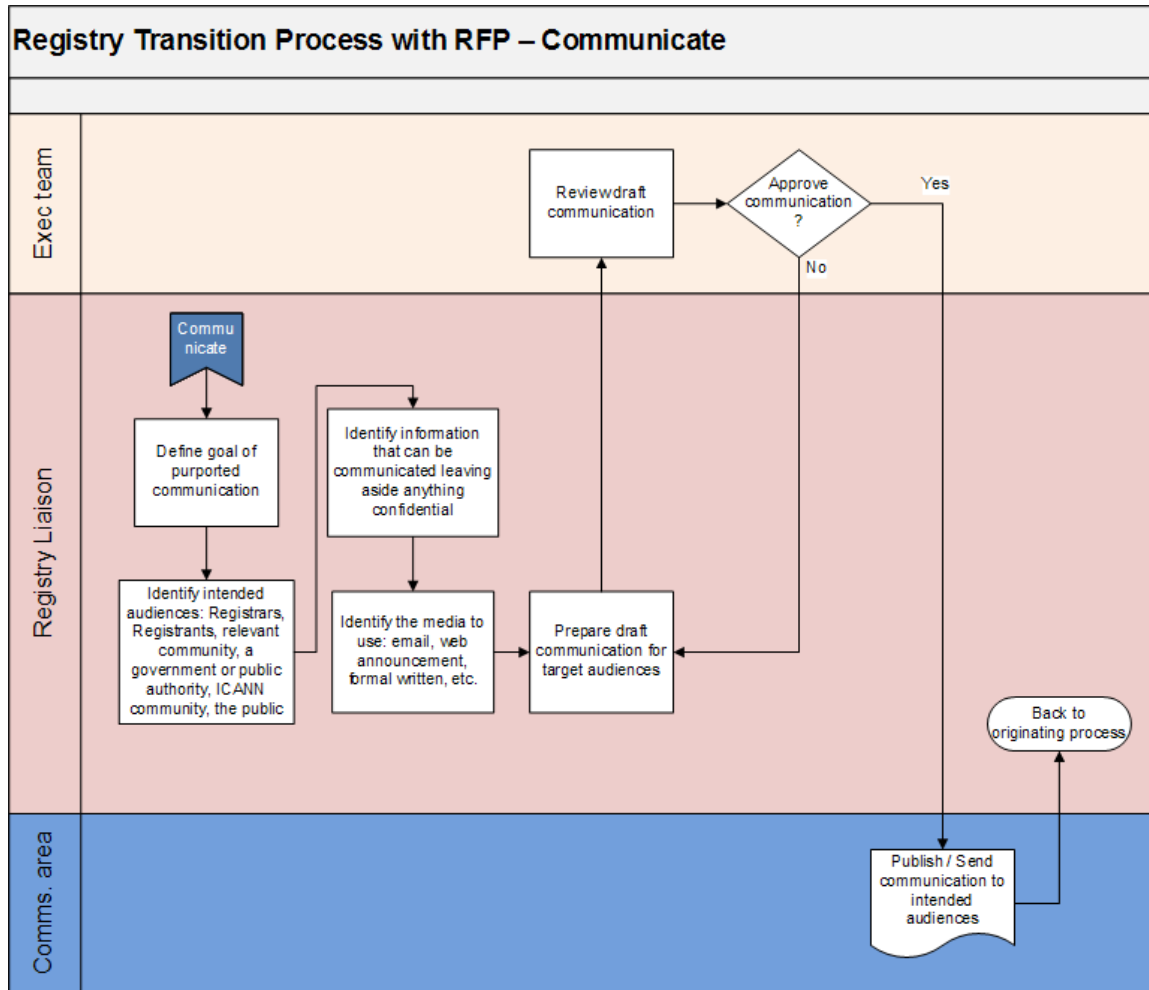 Registry Transition Process with RFP – Communicate
Exec team
Review draft
communication
Approve
communication
?
Yes
No
Registry Liaison
Commu
nicate
Define goal of
purported
communication
Identify intended
audiences: Registrars,
Registrants, relevant
community, a
government or public
authority, ICANN
community, the public
Identify information
that can be
communicated leaving
aside anything
confidential
Identify the media to
use: email, web
announcement,
formal written, etc.
Prepare draft
communication for
target audiences
Back to
originating process
Comms. area
Publish / Send
communication to
intended
audiences